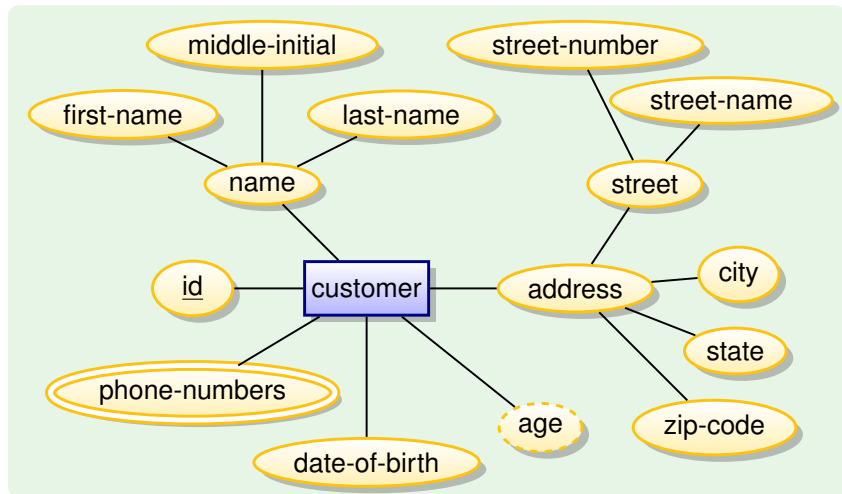 middle-initial
street-number
first-name
last-name
street-name
name
street
id
customer
address
city
state
phone-numbers
age
zip-code
date-of-birth